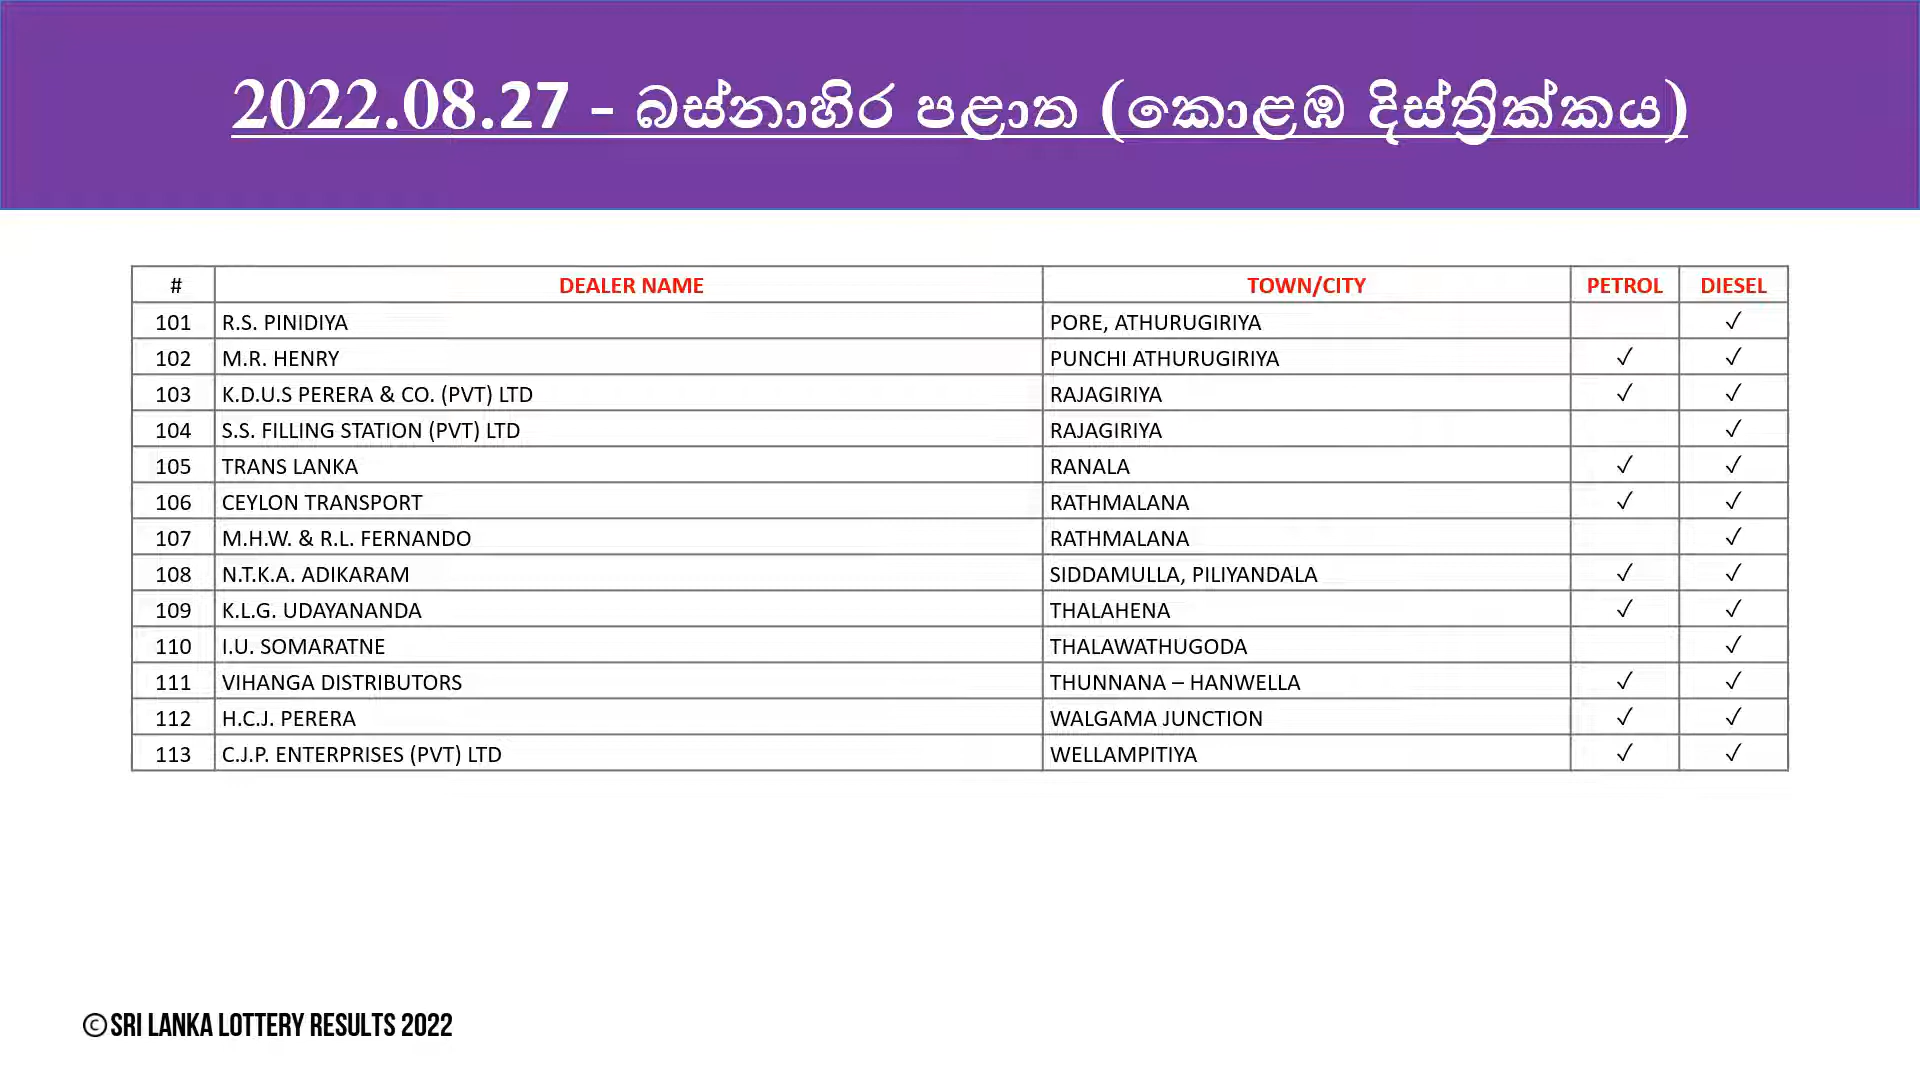 2022.08.27 - බස්නාහිර පළාත (කොළඹ දිස්ත්‍රික්කය)
# DEALER NAME TOWN/CITY PETROL DIESEL
101 R.S. PINIDIYA PORE, ATHURUGIRIYA ✓
102 M.R. HENRY PUNCHI ATHURUGIRIYA ✓ ✓
103 K.D.U.S PERERA & CO. (PVT) LTD RAJAGIRIYA ✓ ✓
104 S.S. FILLING STATION (PVT) LTD RAJAGIRIYA ✓
105 TRANS LANKA RANALA ✓ ✓
106 CEYLON TRANSPORT RATHMALANA ✓ ✓
107 M.H.W. & R.L. FERNANDO RATHMALANA ✓
108 N.T.K.A. ADIKARAM SIDDAMULLA, PILIYANDALA ✓ ✓
109 K.L.G. UDAYANANDA THALAHENA ✓ ✓
110 I.U. SOMARATNE THALAWATHUGODA ✓
111 VIHANGA DISTRIBUTORS THUNNANA – HANWELLA ✓ ✓
112 H.C.J. PERERA WALGAMA JUNCTION ✓ ✓
113 C.J.P. ENTERPRISES (PVT) LTD WELLAMPITIYA ✓ ✓
©SRI LANKA LOTTERY RESULTS 2022